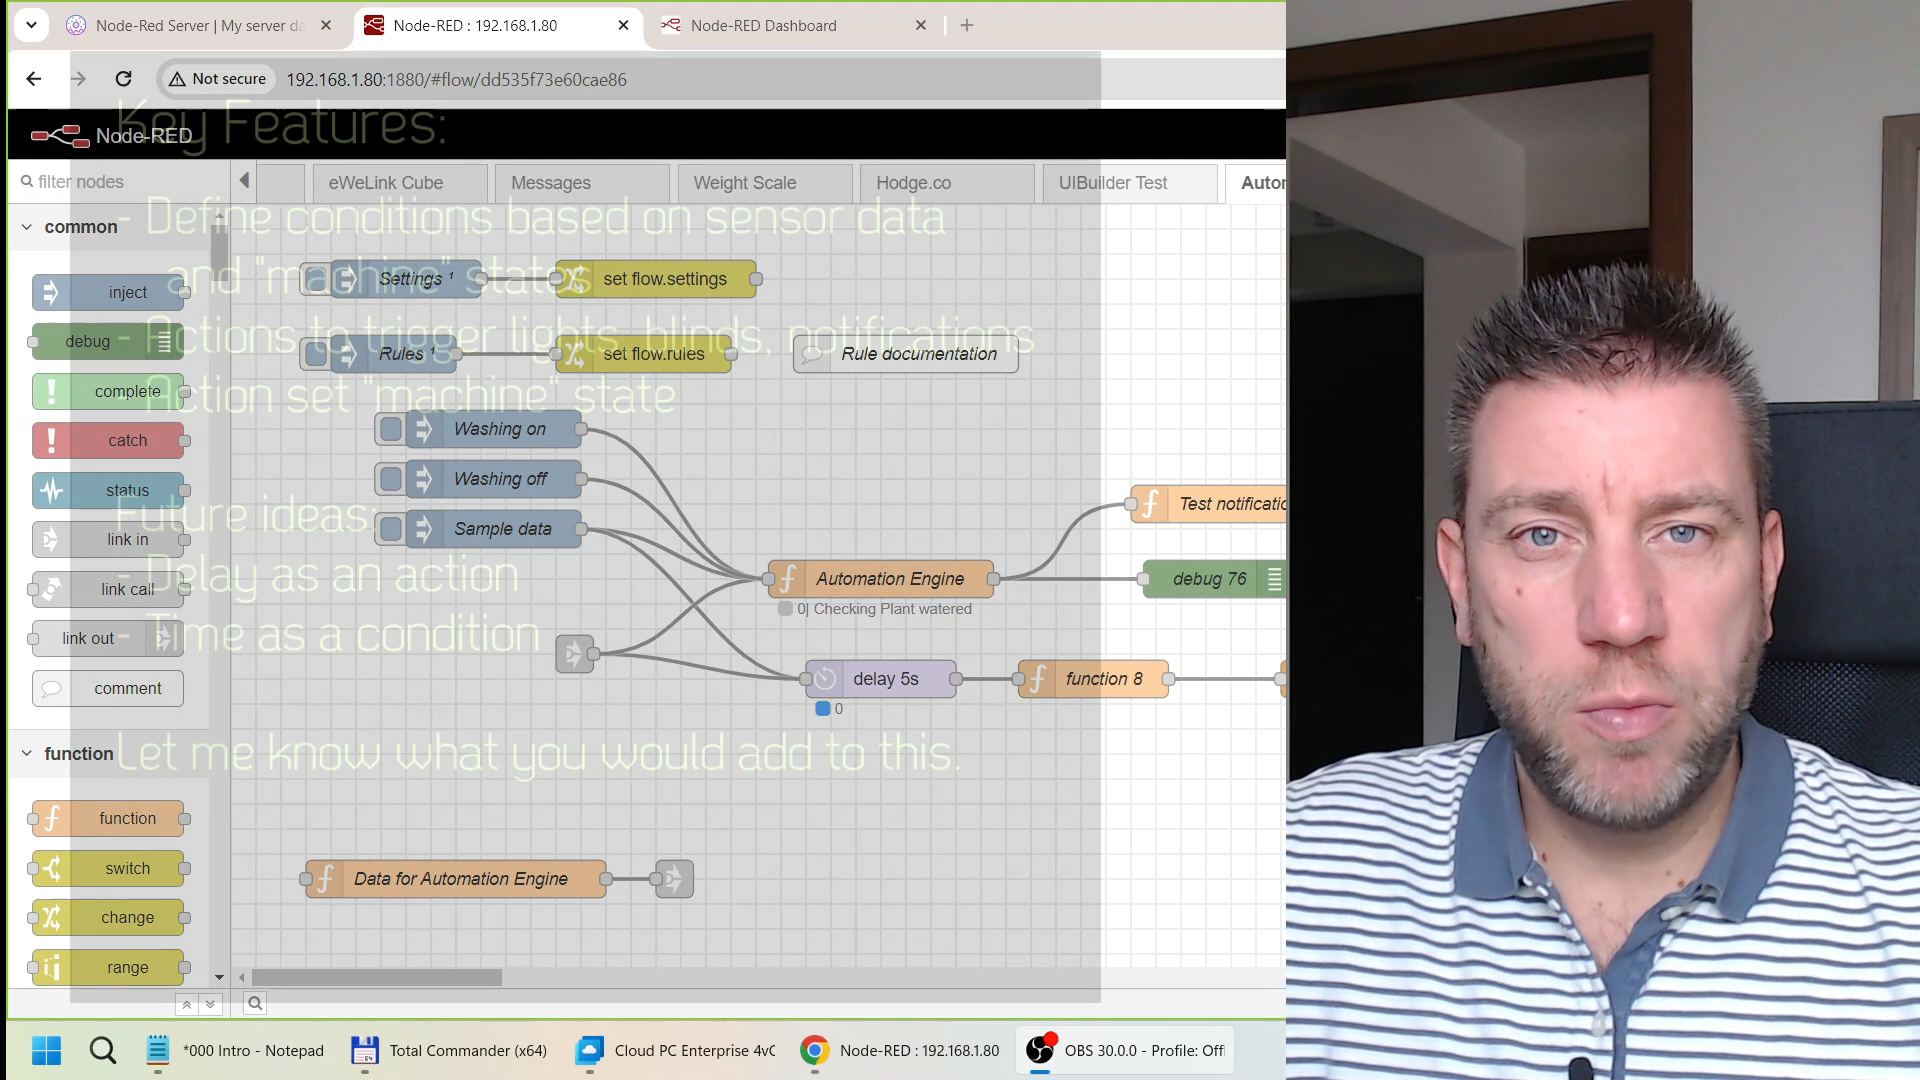 Node-Red Server | My server da
Node-RED : 192.168.1.80
Node-RED Dashboard
Not secure
192.168.1.80:1880/#flow/dd535f73e60cae86
Key Features:
Node-RED
filter nodes
eWeLink Cube
Messages
Weight Scale
Hodge.co
UIBuilder Test
Autor
- Define conditions based on sensor data
and "machine" states
- Actions to trigger lights, blinds, notifications
- Action set "machine" state
Future ideas:
- Delay as an action
- Time as a condition
Let me know what you would add to this.
common
inject
debug
complete
catch
status
link in
link call
link out
comment
function
function
switch
change
range
Settings ¹
set flow.settings
Rules ¹
set flow.rules
Rule documentation
Washing on
Washing off
Sample data
Test notificatio
Automation Engine
debug 76
0| Checking Plant watered
delay 5s
function 8
0
Data for Automation Engine
*000 Intro - Notepad
64
Total Commander (x64)
Cloud PC Enterprise 4vC
Node-RED : 192.168.1.80
OBS 30.0.0 - Profile: Off